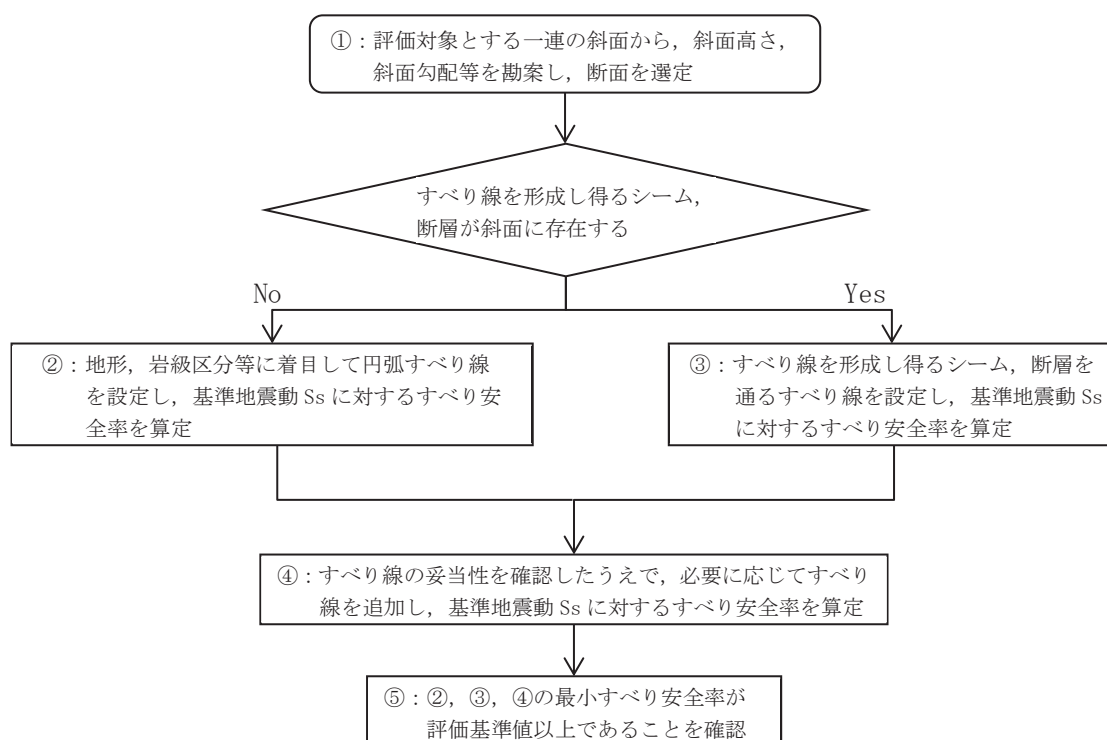 ①：評価対象とする一連の斜面から，斜面高さ，
斜面勾配等を勘案し，断面を選定
すべり線を形成し得るシーム，
断層が斜面に存在する
No
Yes
②：地形，岩級区分等に着目して円弧すべり線
を設定し，基準地震動 Ss に対するすべり安
全率を算定
③：すべり線を形成し得るシーム，断層を
通るすべり線を設定し，基準地震動 Ss
に対するすべり安全率を算定
④：すべり線の妥当性を確認したうえで，必要に応じてすべり
線を追加し，基準地震動 Ss に対するすべり安全率を算定
⑤：②，③，④の最小すべり安全率が
評価基準値以上であることを確認